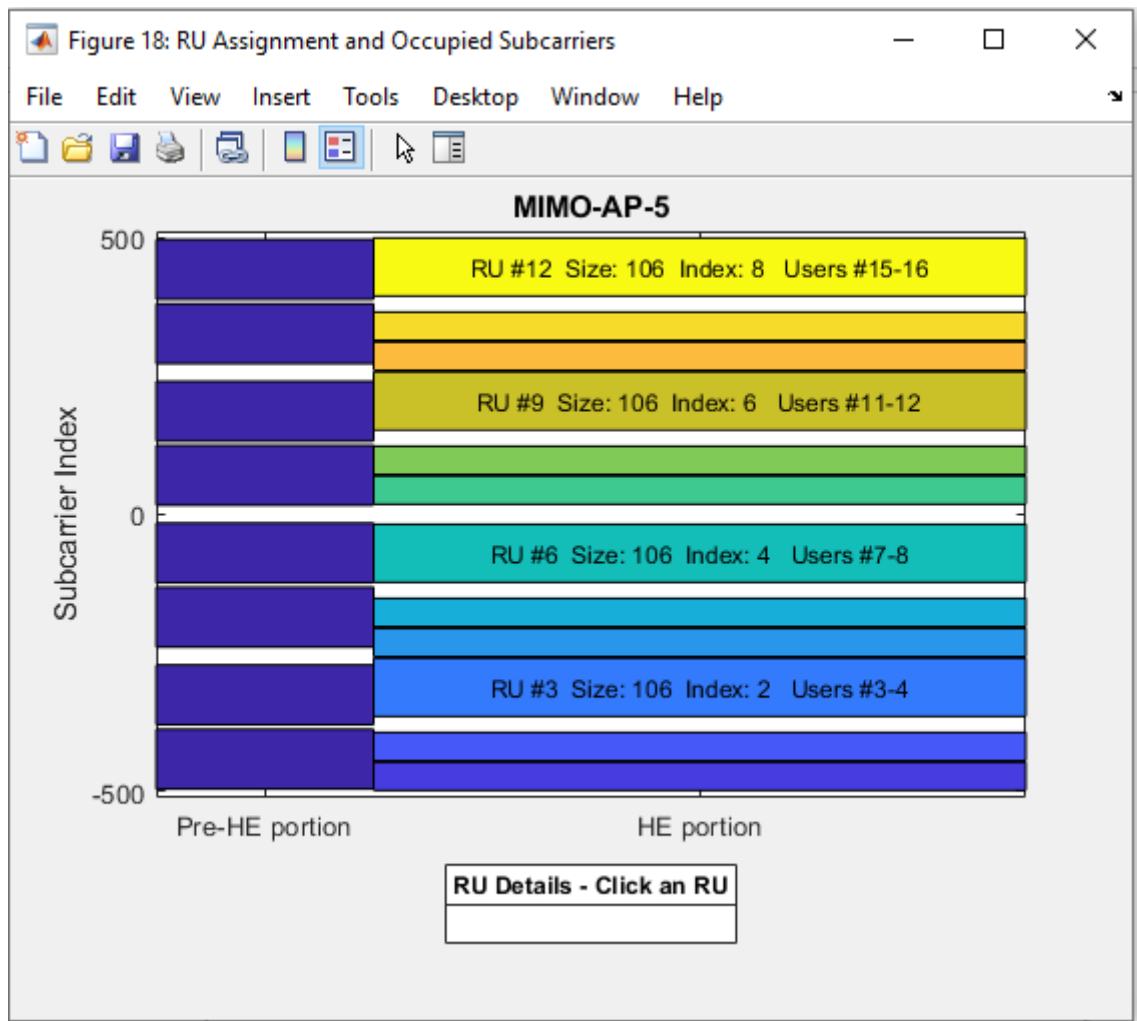 Figure 18: RU Assignment and Occupied Subcarriers
File Edit View Insert Tools Desktop Window Help
MIMO-AP-5
500
RU #12 Size: 106 Index: 8 Users #15-16
RU #9 Size: 106 Index: 6 Users #11-12
Subcarrier Index
0
RU #6 Size: 106 Index: 4 Users #7-8
RU #3 Size: 106 Index: 2 Users #3-4
-500
Pre-HE portion HE portion
RU Details - Click an RU